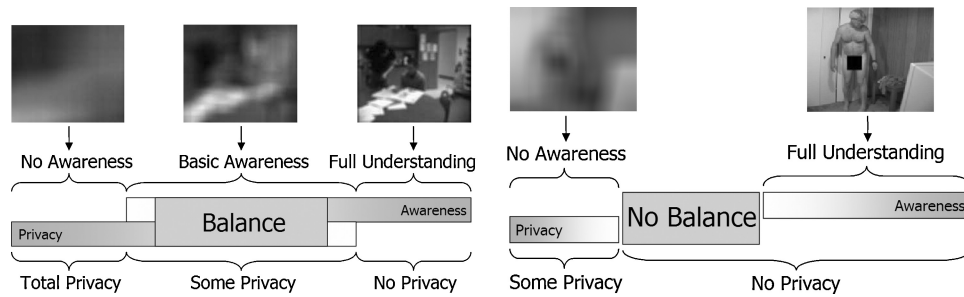 No Awareness Basic Awareness Full Understanding
Balance
Awareness
Privacy
Total Privacy Some Privacy No Privacy
No Awareness
Full Understanding
No Balance
Awareness
Privacy
Some Privacy No Privacy